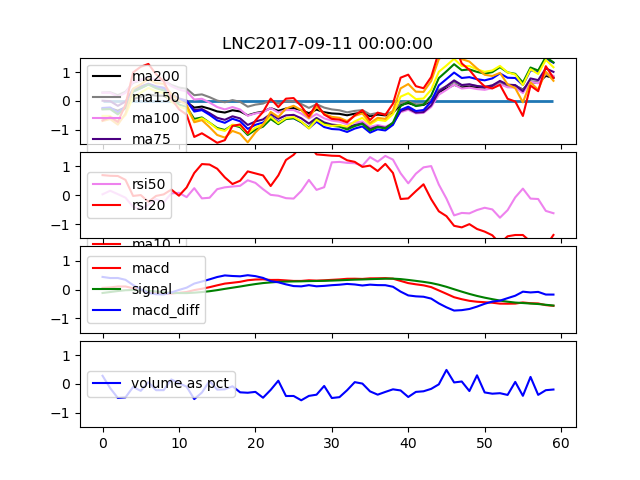 LNC2017-09-11 00:00:00
1
0
−1
ma200
ma150
ma100
ma75
1
0
−1
rsi50
rsi20
ma10
1
0
−1
macd
signal
macd_diff
1
0
−1
volume as pct
0 10 20 30 40 50 60